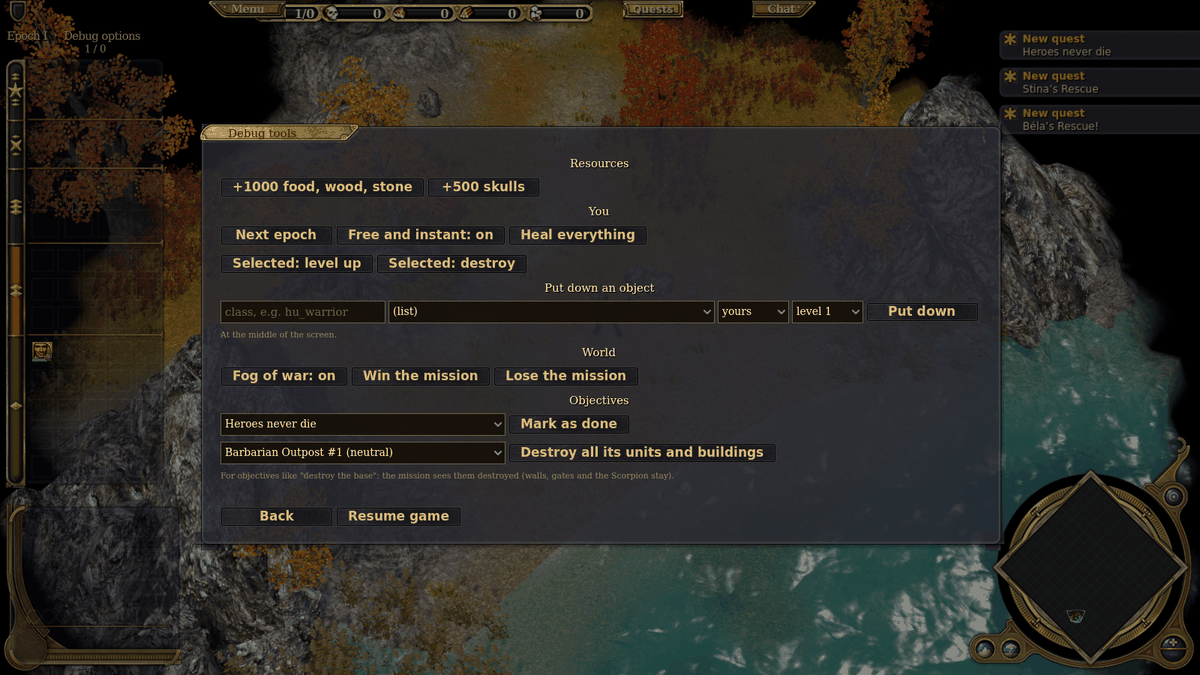 Menu
1/0
0
0
0
0
Quests
Chat
Epoch 1 · Debug options
1 / 0
New quest
Heroes never die
New quest
Stina's Rescue
New quest
Béla's Rescue!
Debug tools
Resources
+1000 food, wood, stone
+500 skulls
You
Next epoch
Free and instant: on
Heal everything
Selected: level up
Selected: destroy
Put down an object
class, e.g. hu_warrior
(list)
yours
level 1
Put down
At the middle of the screen.
World
Fog of war: on
Win the mission
Lose the mission
Objectives
Heroes never die
Mark as done
Barbarian Outpost #1 (neutral)
Destroy all its units and buildings
For objectives like "destroy the base": the mission sees them destroyed (walls, gates and the Scorpion stay).
Back
Resume game